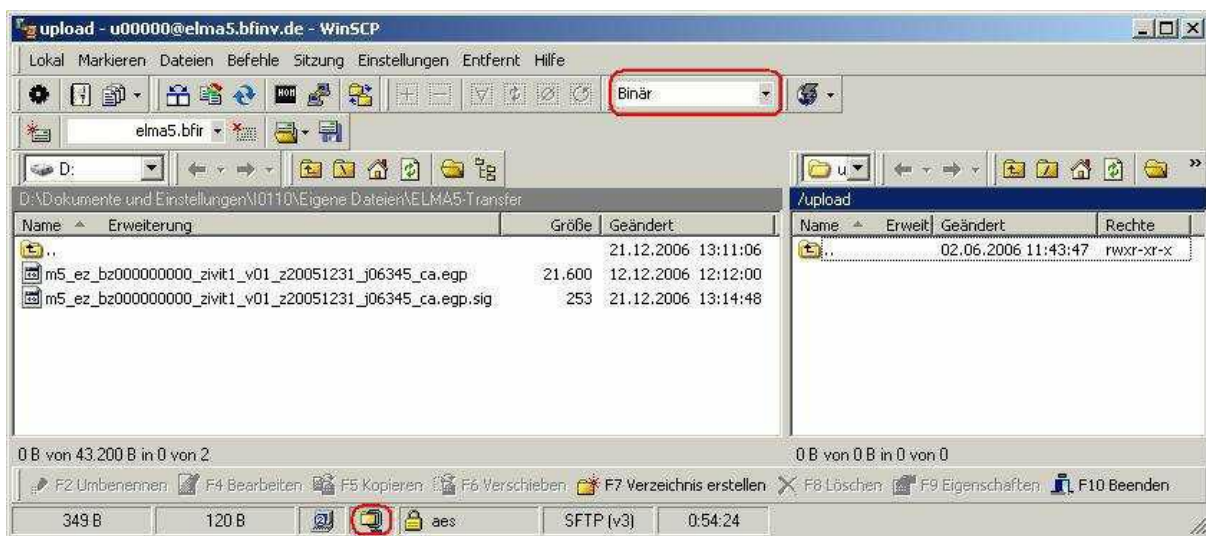 upload - u00000@elma5.bfinv.de - WinSCP
Lokal Markieren Dateien Befehle Sitzung Einstellungen Entfernt Hilfe
Binär
elma5.bfir
D: u
D:\Dokumente und Einstellungen\I0110\Eigene Dateien\ELMA5-Transfer /upload
Name Erweiterung Größe Geändert Name Erweit Geändert Rechte
.. 21.12.2006 13:11:06 .. 02.06.2006 11:43:47 rwxr-xr-x
m5_ez_bz000000000_zivit1_v01_z20051231_j06345_ca.egp 21.600 12.12.2006 12:12:00
m5_ez_bz000000000_zivit1_v01_z20051231_j06345_ca.egp.sig 253 21.12.2006 13:14:48
0 B von 43.200 B in 0 von 2 0 B von 0 B in 0 von 0
F2 Umbenennen F4 Bearbeiten F5 Kopieren F6 Verschieben F7 Verzeichnis erstellen F8 Löschen F9 Eigenschaften F10 Beenden
349 B 120 B aes SFTP (v3) 0:54:24